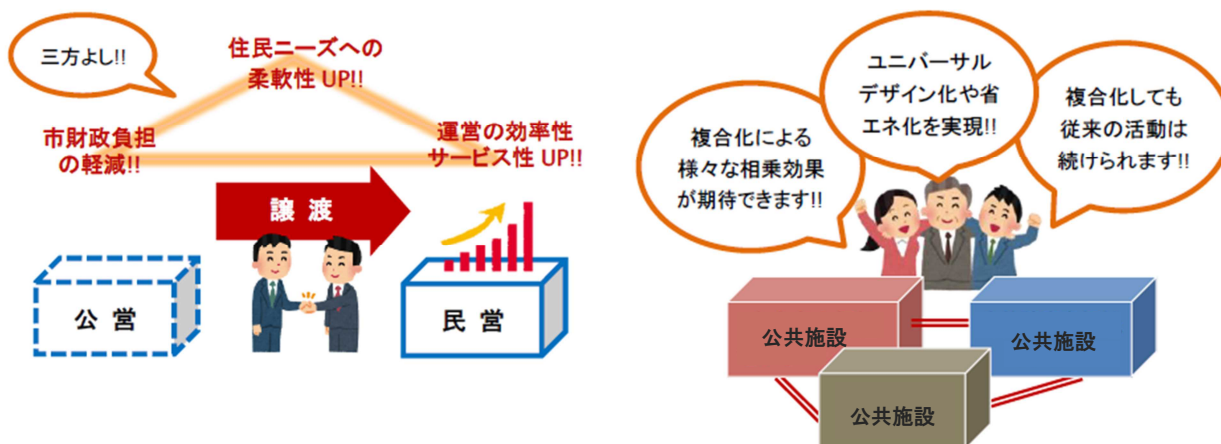 三方よし!!
住民ニーズへの
柔軟性 UP!!
市財政負担
の軽減!!
運営の効率性
サービス性 UP!!
譲渡
公営
民営
複合化による
様々な相乗効果
が期待できます!!
ユニバーサル
デザイン化や省
エネ化を実現!!
複合化しても
従来の活動は
続けられます!!
公共施設
公共施設
公共施設